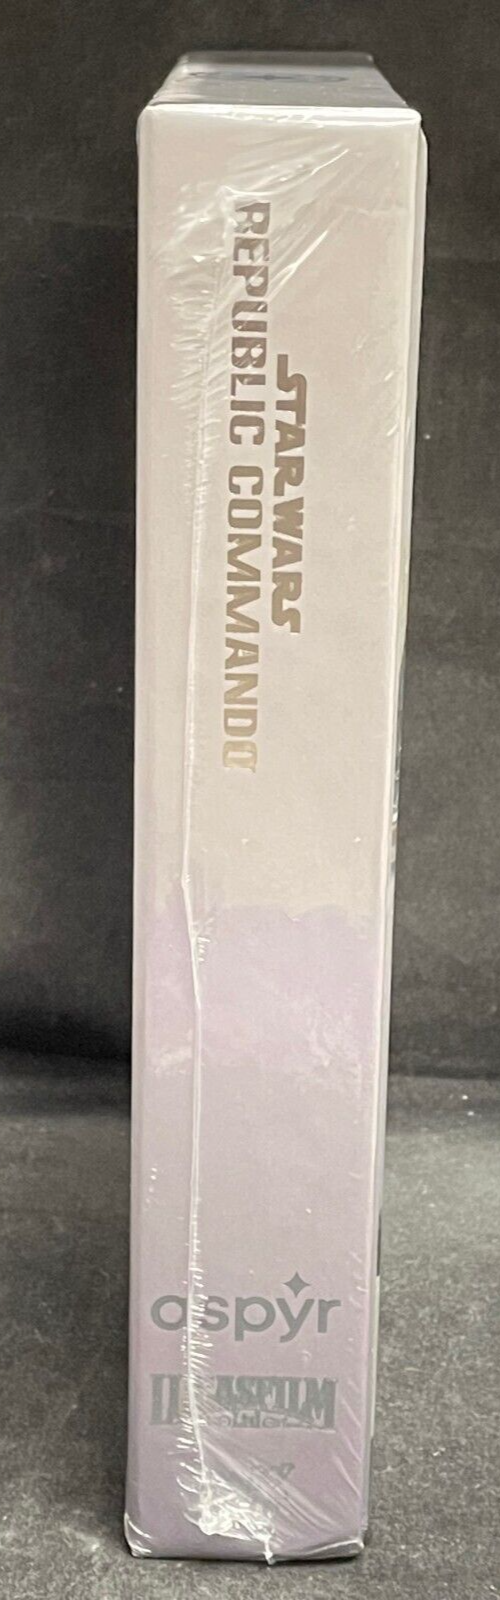 STAR WARS
REPUBLIC COMMANDO
aspyr
LUCASFILM